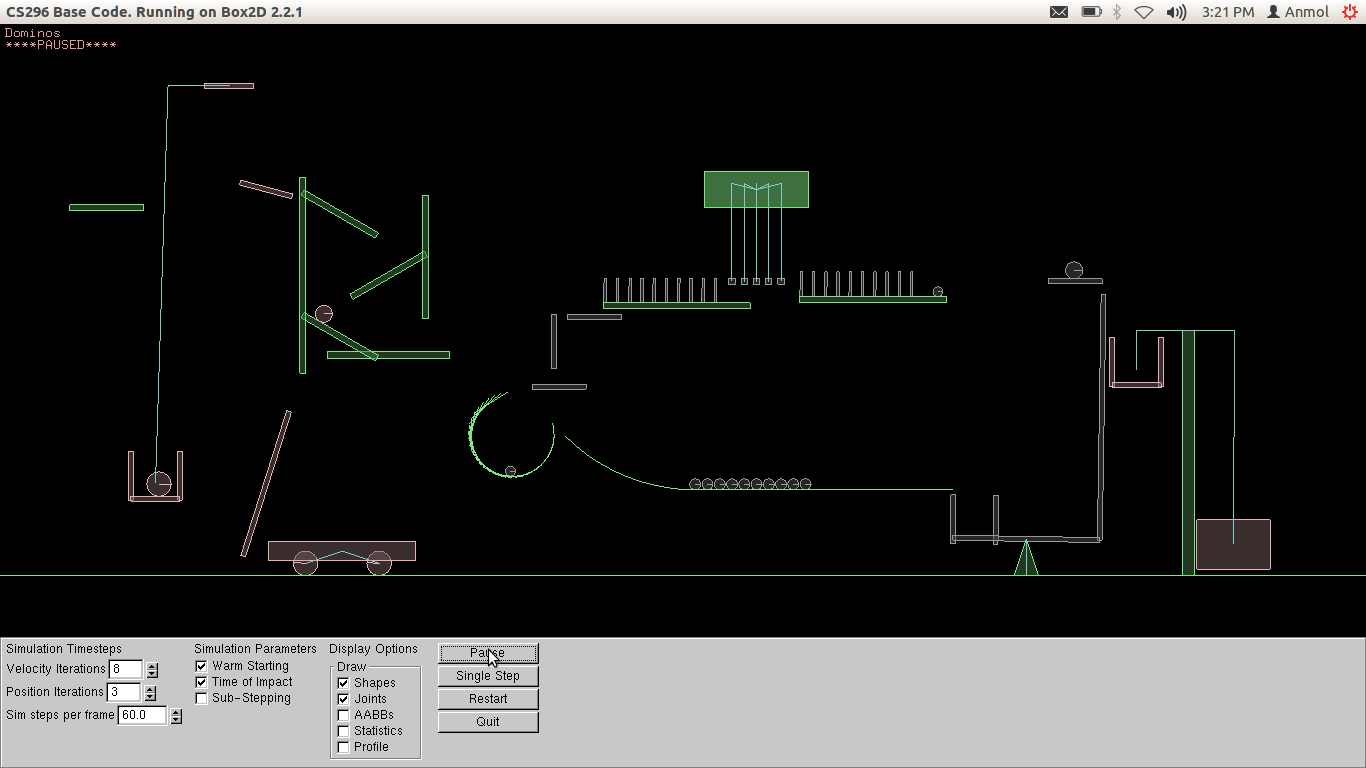 CS296 Base Code. Running on Box2D 2.2.1
3:21 PM Anmol
Dominos
****PAUSED****
Simulation Timesteps
Velocity Iterations 8
Position Iterations 3
Sim steps per frame 60.0
Simulation Parameters
Warm Starting
Time of Impact
Sub-Stepping
Display Options
Draw
Shapes
Joints
AABBs
Statistics
Profile
Pause
Single Step
Restart
Quit